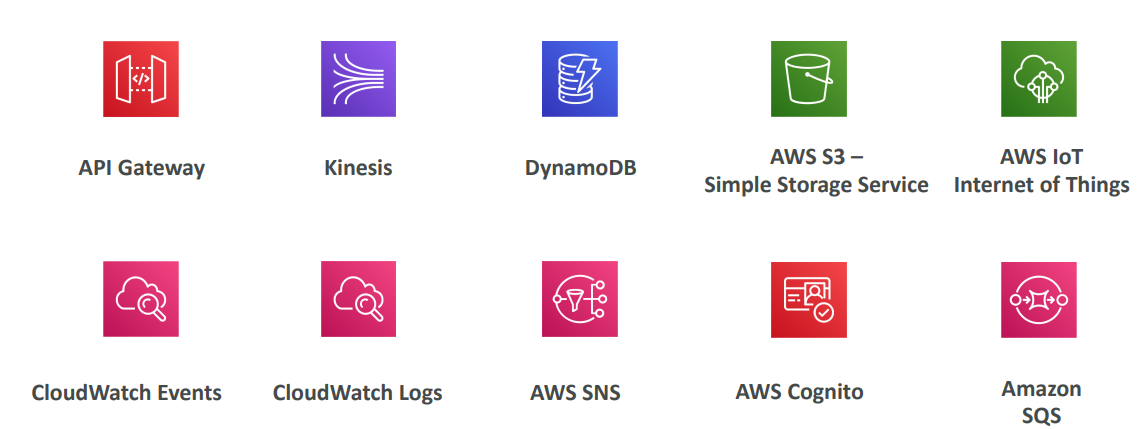 API Gateway
Kinesis
DynamoDB
AWS S3 –
Simple Storage Service
AWS IoT
Internet of Things
CloudWatch Events
CloudWatch Logs
AWS SNS
AWS Cognito
Amazon
SQS